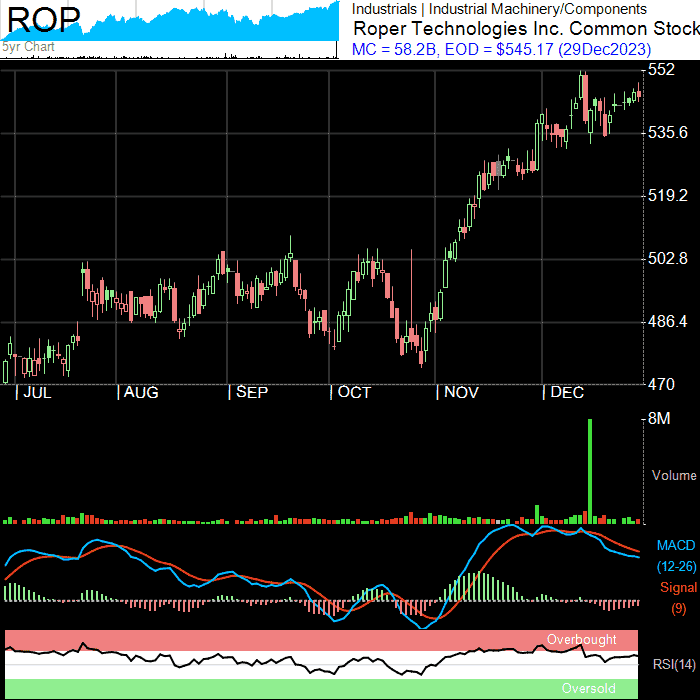 ROP
5yr Chart
Industrials | Industrial Machinery/Components
Roper Technologies Inc. Common Stock
MC = 58.2B, EOD = $545.17 (29Dec2023)
552
535.6
519.2
502.8
486.4
470
JUL AUG SEP OCT NOV DEC
8M
Volume
MACD
(12-26)
Signal
(9)
Overbought
RSI(14)
Oversold